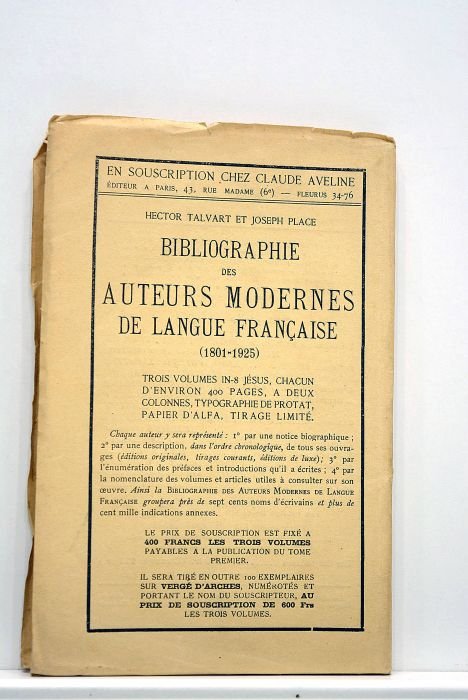 EN SOUSCRIPTION CHEZ CLAUDE AVELINE
ÉDITEUR A PARIS, 43, RUE MADAME (6e) — FLEURUS 34-76
HECTOR TALVART ET JOSEPH PLACE
BIBLIOGRAPHIE
DES
AUTEURS MODERNES
DE LANGUE FRANÇAISE
(1801-1925)
TROIS VOLUMES IN-8 JÉSUS, CHACUN
D'ENVIRON 400 PAGES, A DEUX
COLONNES, TYPOGRAPHIE DE PROTAT,
PAPIER D'ALFA, TIRAGE LIMITÉ.
Chaque auteur y sera représenté : 1° par une notice biographique ;
2° par une description, dans l'ordre chronologique, de tous ses ouvra-
ges (éditions originales, tirages courants, éditions de luxe) ; 3° par
l'énumération des préfaces et introductions qu'il a écrites ; 4° par
la nomenclature des volumes et articles utiles à consulter sur son
œuvre. Ainsi la BIBLIOGRAPHIE DES AUTEURS MODERNES DE LANGUE
FRANÇAISE groupera près de sept cents noms d'écrivains et plus de
cent mille indications annexes.
LE PRIX DE SOUSCRIPTION EST FIXÉ A
400 FRANCS LES TROIS VOLUMES
PAYABLES A LA PUBLICATION DU TOME
PREMIER.
IL SERA TIRÉ EN OUTRE 100 EXEMPLAIRES
SUR VERGÉ D'ARCHES, NUMÉROTÉS ET
PORTANT LE NOM DU SOUSCRIPTEUR, AU
PRIX DE SOUSCRIPTION DE 600 Frs
LES TROIS VOLUMES.